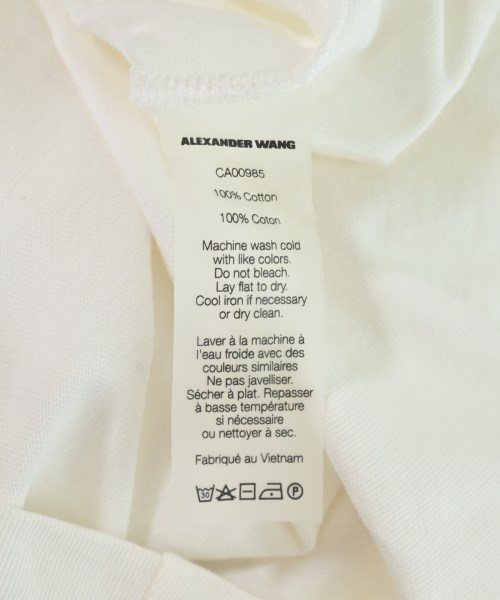 ALEXANDER WANG
CA00985
100% Cotton
100% Coton
Machine wash cold
with like colors.
Do not bleach.
Lay flat to dry.
Cool iron if necessary
or dry clean.
Laver à la machine à
l'eau froide avec des
couleurs similaires
Ne pas javelliser.
Sécher à plat. Repasser
à basse température
si nécessaire
ou nettoyer à sec.
Fabriqué au Vietnam
30 P